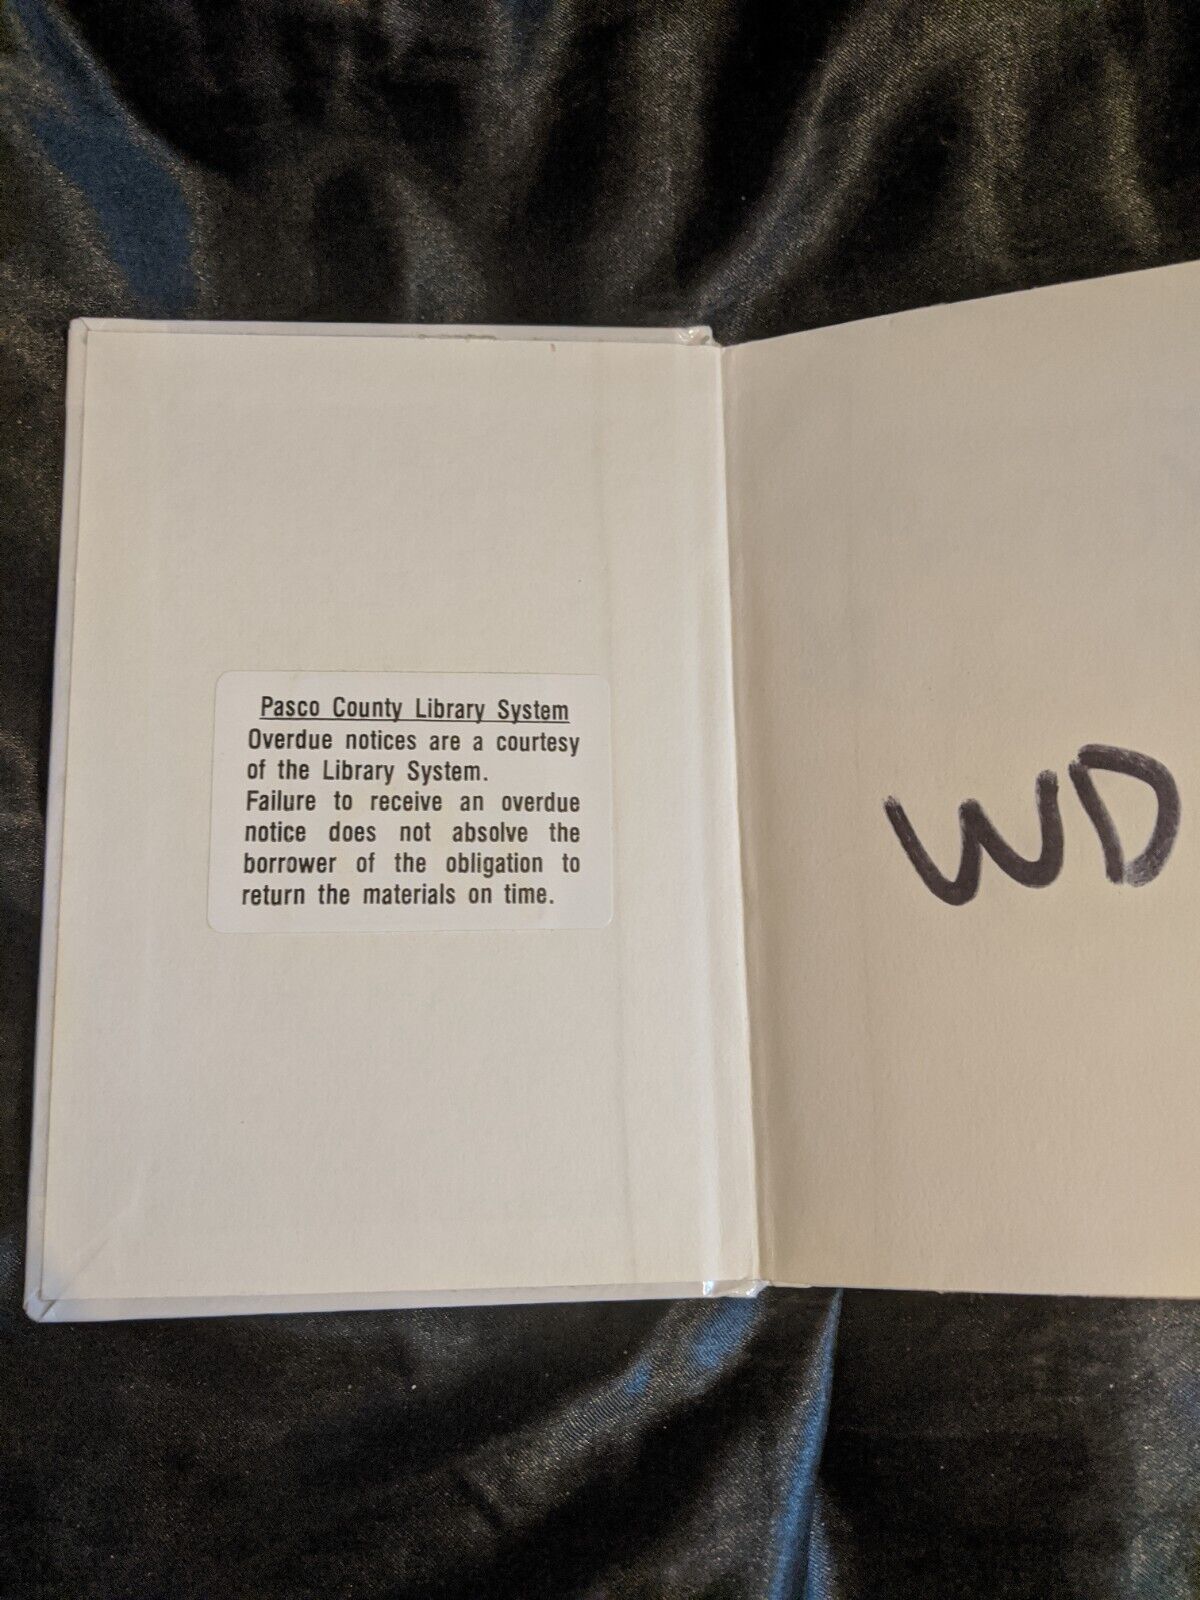 Pasco County Library System
Overdue notices are a courtesy
of the Library System.
Failure to receive an overdue
notice does not absolve the
borrower of the obligation to
return the materials on time.
WD